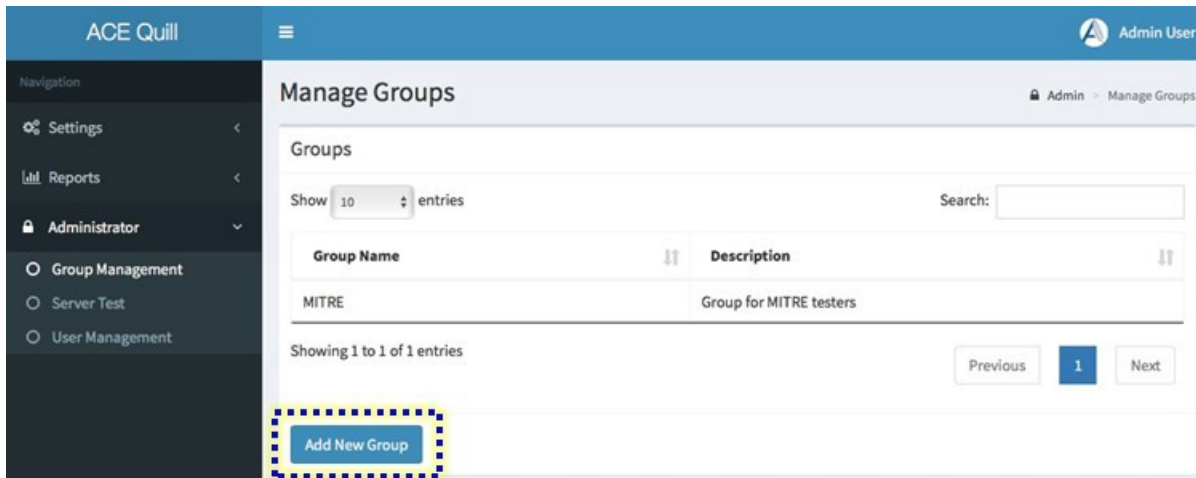 ACE Quill
Admin User
Navigation
Settings
Reports
Administrator
Group Management
Server Test
User Management
Manage Groups
Admin > Manage Groups
Groups
Show 10 entries
Search:
Group Name Description
MITRE Group for MITRE testers
Showing 1 to 1 of 1 entries
Previous 1 Next
Add New Group